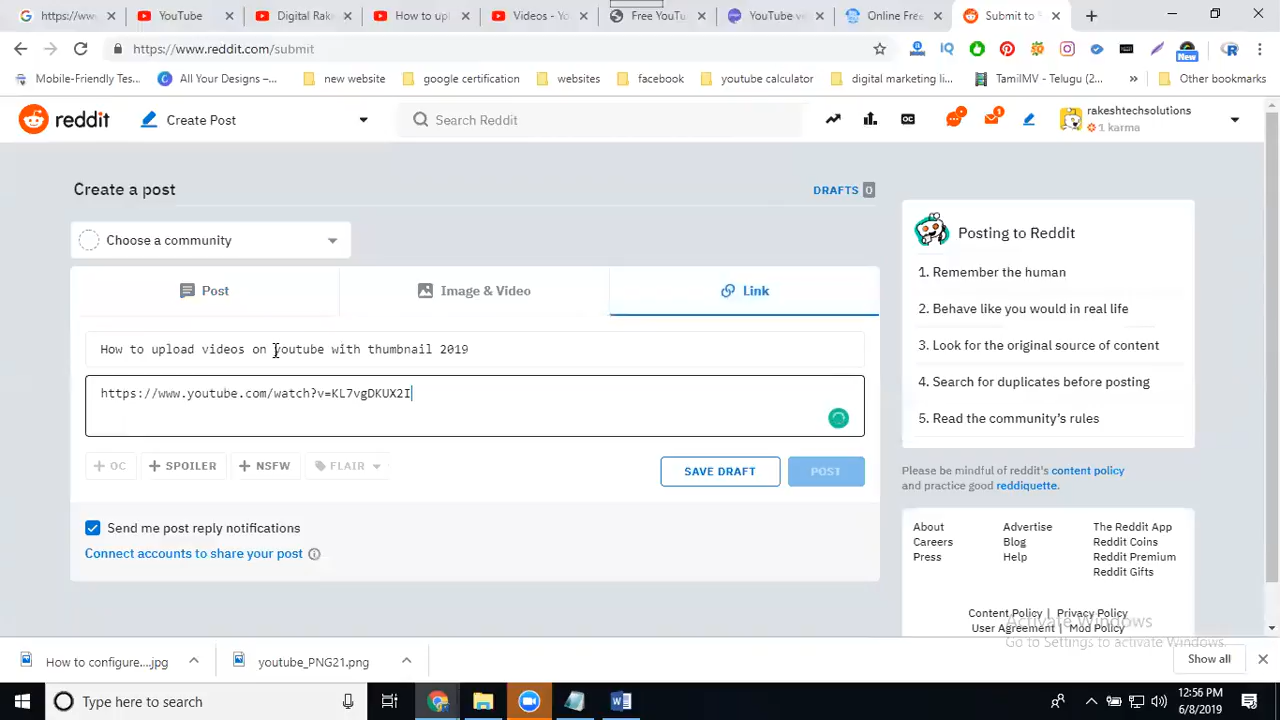 https://ww
YouTube
Digital Rak
How to upl
Videos - Yo
Free YouTu
YouTube v
Online Free
Submit to
https://www.reddit.com/submit
Mobile-Friendly Tes...
All Your Designs –...
new website
google certification
websites
facebook
youtube calculator
digital marketing li...
TamilMV - Telugu (2...
Other bookmarks
New
reddit
Create Post
Search Reddit
rakeshtechsolutions
1 karma
Create a post
DRAFTS 0
Choose a community
Post
Image & Video
Link
How to upload videos on youtube with thumbnail 2019
https://www.youtube.com/watch?v=KL7vgDKUX2I
+ OC
+ SPOILER
+ NSFW
FLAIR
SAVE DRAFT
POST
Send me post reply notifications
Connect accounts to share your post
Posting to Reddit
1. Remember the human
2. Behave like you would in real life
3. Look for the original source of content
4. Search for duplicates before posting
5. Read the community's rules
Please be mindful of reddit's content policy
and practice good reddiquette.
About
Advertise
The Reddit App
Careers
Blog
Reddit Coins
Press
Help
Reddit Premium
Reddit Gifts
Content Policy | Privacy Policy
User Agreement | Mod Policy
Activate Windows
Go to Settings to activate Windows.
How to configure....jpg
youtube_PNG21.png
Show all
Type here to search
12:56 PM
6/8/2019